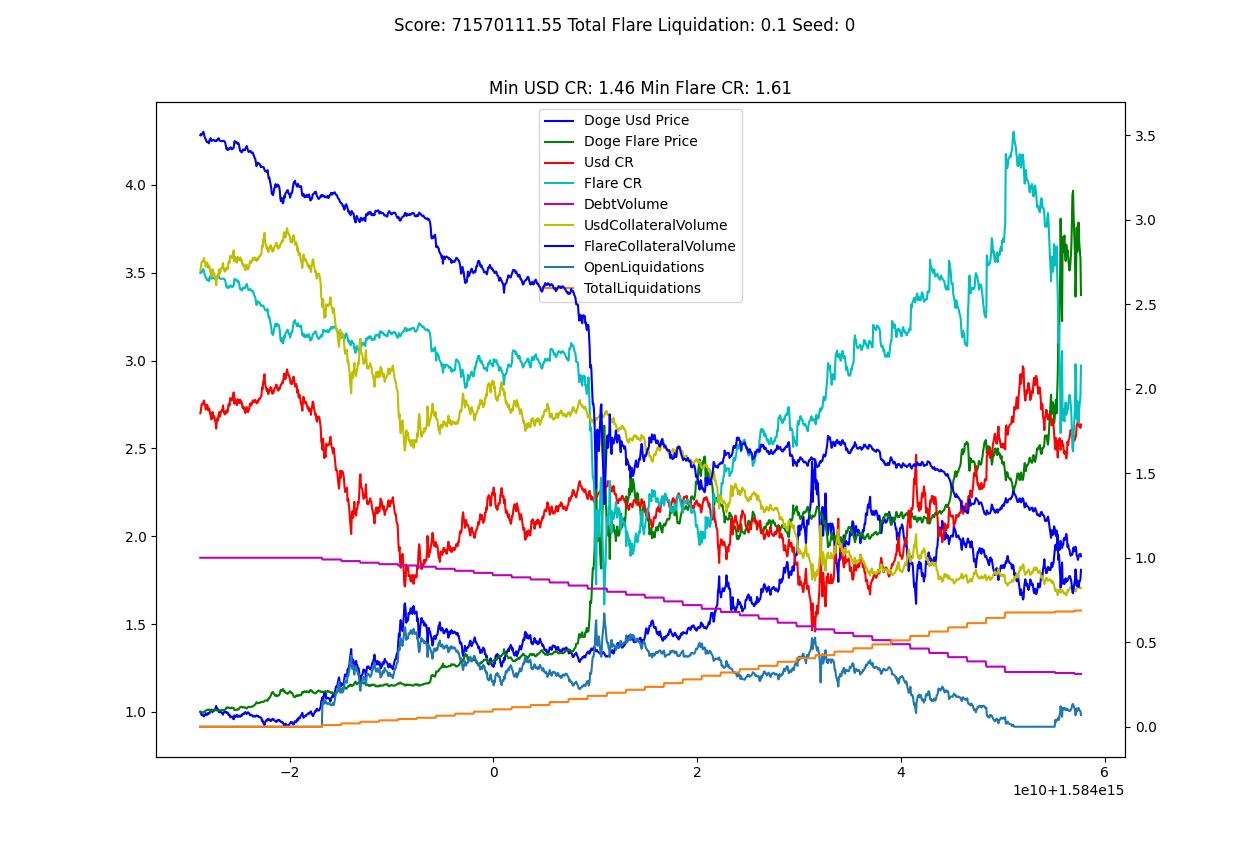 Score: 71570111.55 Total Flare Liquidation: 0.1 Seed: 0
Min USD CR: 1.46 Min Flare CR: 1.61
Doge Usd Price
Doge Flare Price
Usd CR
Flare CR
DebtVolume
UsdCollateralVolume
FlareCollateralVolume
OpenLiquidations
TotalLiquidations
4.0
3.5
3.0
2.5
2.0
1.5
1.0
3.5
3.0
2.5
2.0
1.5
1.0
0.5
0.0
−2 0 2 4 6
1e10+1.584e15